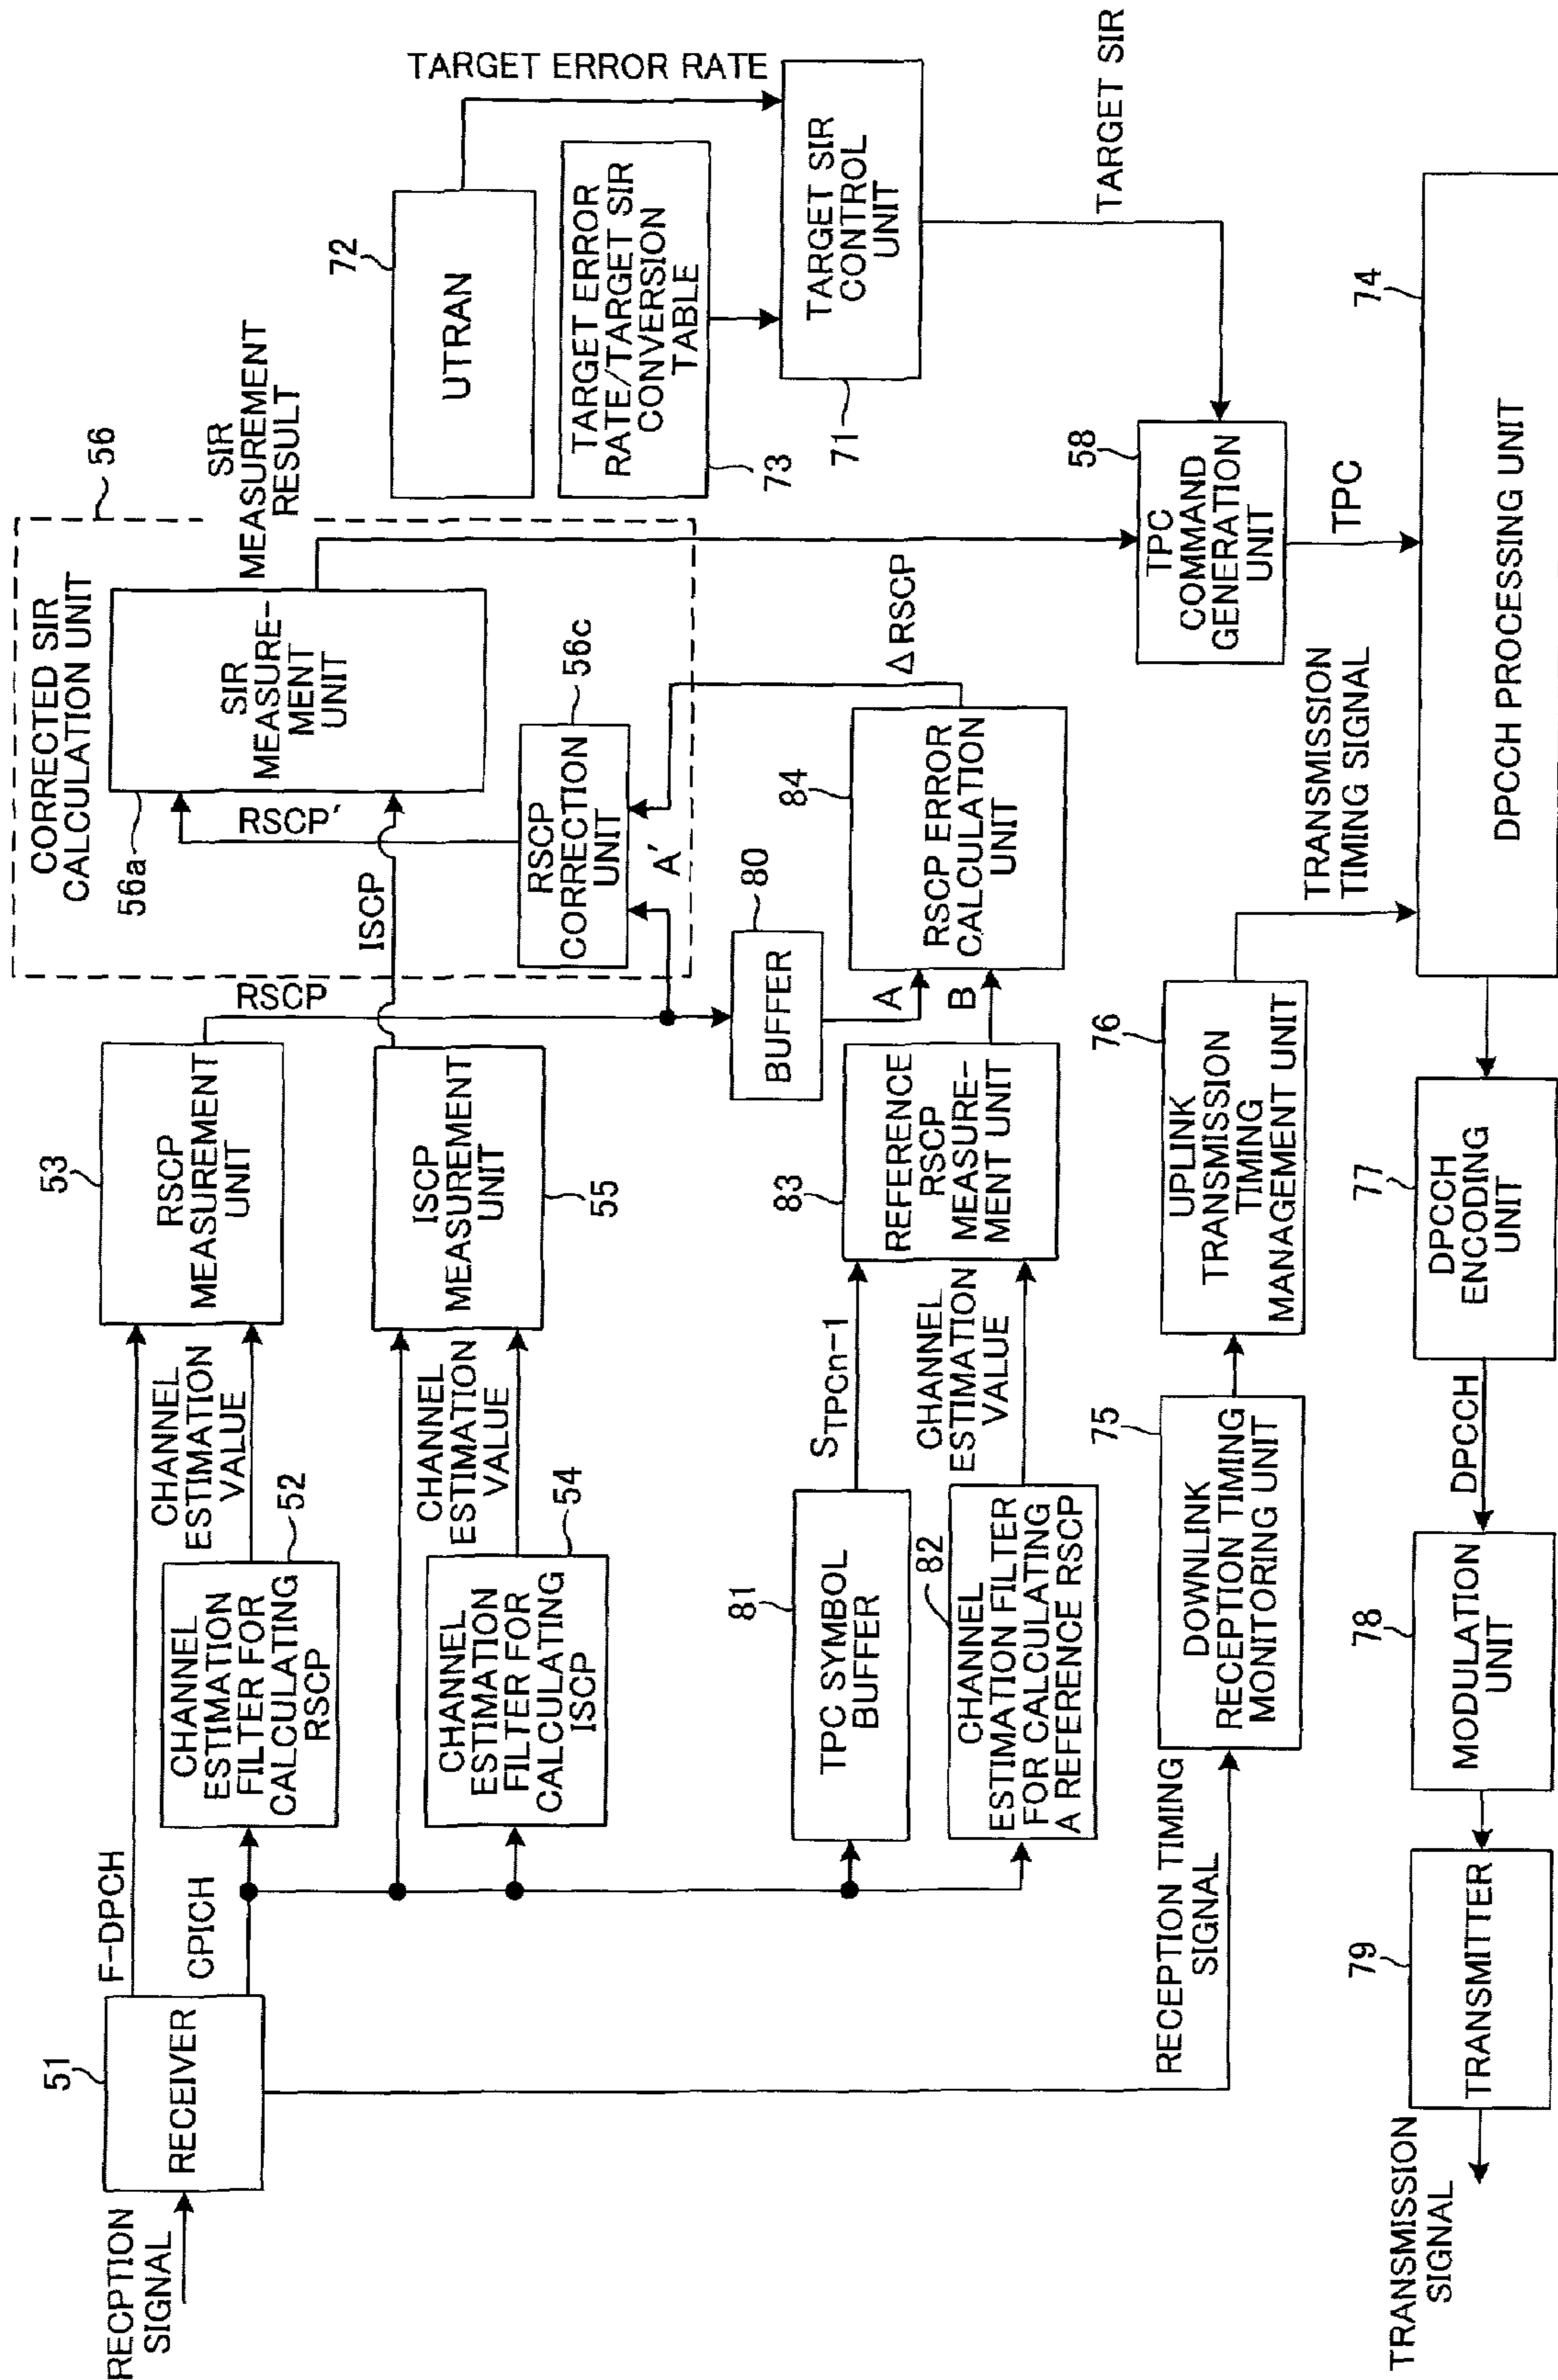 RECPTION
SIGNAL
51
RECEIVER
F-DPCH
CPICH
CHANNEL
ESTIMATION
FILTER FOR
CALCULATING
RSCP
52
CHANNEL
ESTIMATION
VALUE
53
RSCP
MEASUREMENT
UNIT
RSCP
CHANNEL
ESTIMATION
FILTER FOR
CALCULATING
ISCP
54
CHANNEL
ESTIMATION
VALUE
ISCP
MEASUREMENT
UNIT
55
ISCP
CORRECTED SIR
CALCULATION UNIT
56
56a
SIR
MEASURE-
MENT
UNIT
RSCP'
RSCP
CORRECTION
UNIT
56c
A'
SIR
MEASUREMENT
RESULT
72
UTRAN
TARGET ERROR RATE
TARGET ERROR
RATE/TARGET SIR
CONVERSION
TABLE
73
TARGET SIR
CONTROL
UNIT
71
TARGET SIR
81
TPC SYMBOL
BUFFER
STPCn-1
82
CHANNEL
ESTIMATION FILTER
FOR CALCULATING
A REFERENCE RSCP
CHANNEL
ESTIMATION
VALUE
83
REFERENCE
RSCP
MEASURE-
MENT UNIT
BUFFER
80
A
B
84
RSCP ERROR
CALCULATION
UNIT
ΔRSCP
58
TPC
COMMAND
GENERATION
UNIT
TPC
RECEPTION TIMING
SIGNAL
75
DOWNLINK
RECEPTION TIMING
MONITORING UNIT
76
UPLINK
TRANSMISSION
TIMING
MANAGEMENT UNIT
TRANSMISSION
TIMING SIGNAL
74
DPCCH PROCESSING UNIT
77
DPCCH
ENCODING
UNIT
DPCCH
78
MODULATION
UNIT
79
TRANSMITTER
TRANSMISSION
SIGNAL